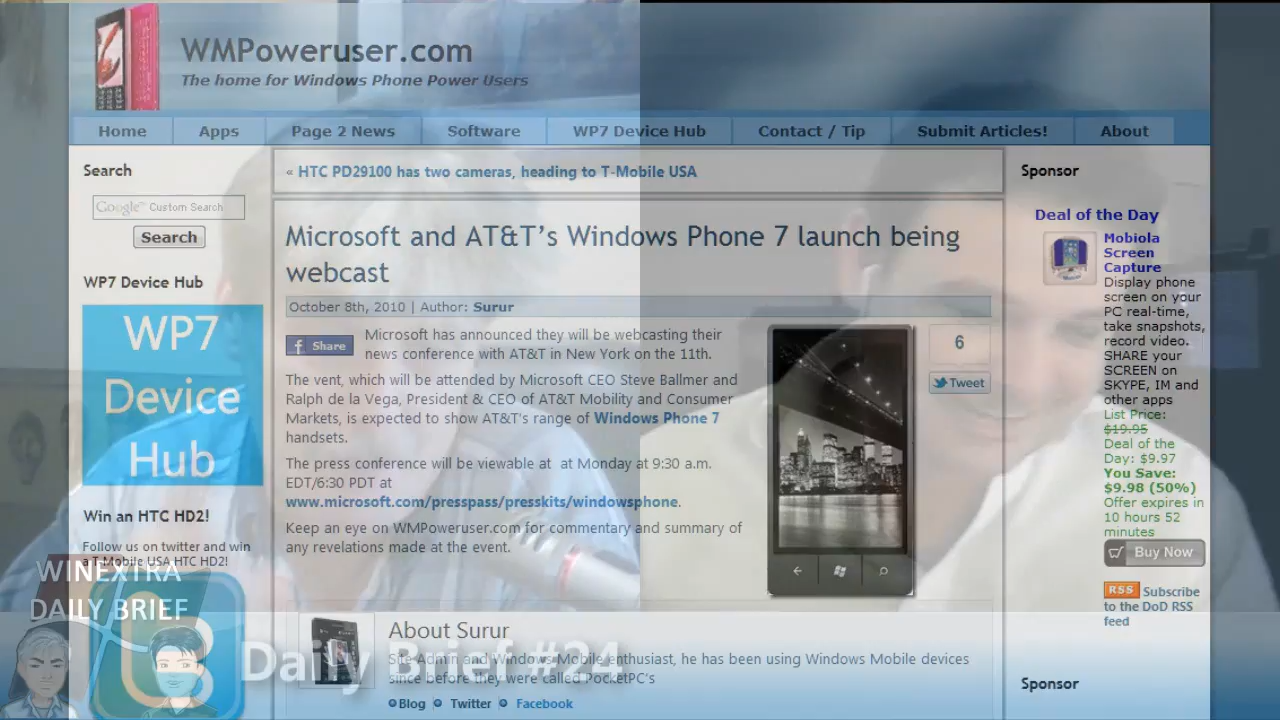 WMPoweruser.com
The home for Windows Phone Power Users
Home Apps Page 2 News Software WP7 Device Hub Contact / Tip Submit Articles! About
Search
Google™ Custom Search
Search
WP7 Device Hub
WP7
Device
Hub
Win an HTC HD2!
Follow us on twitter and win
a T-Mobile USA HTC HD2!
« HTC PD29100 has two cameras, heading to T-Mobile USA
Microsoft and AT&T’s Windows Phone 7 launch being
webcast
October 8th, 2010 | Author: Surur
Share
Microsoft has announced they will be webcasting their
news conference with AT&T in New York on the 11th.
The vent, which will be attended by Microsoft CEO Steve Ballmer and
Ralph de la Vega, President & CEO of AT&T Mobility and Consumer
Markets, is expected to show AT&T's range of Windows Phone 7
handsets.
The press conference will be viewable at at Monday at 9:30 a.m.
EDT/6:30 PDT at
www.microsoft.com/presspass/presskits/windowsphone.
Keep an eye on WMPoweruser.com for commentary and summary of
any revelations made at the event.
6
Tweet
About Surur
Site Admin and Windows Mobile enthusiast, he has been using Windows Mobile devices
since before they were called PocketPC's
Blog Twitter Facebook
Sponsor
Deal of the Day
Mobiola
Screen
Capture
Display phone
screen on your
PC real-time,
take snapshots,
record video.
SHARE your
SCREEN on
SKYPE, IM and
other apps
List Price:
$19.95
Deal of the
Day: $9.97
You Save:
$9.98 (50%)
Offer expires in
10 hours 52
minutes
Buy Now
RSS Subscribe
to the DoD RSS
feed
Sponsor
WINEXTRA
DAILY BRIEF
Daily Brief #24